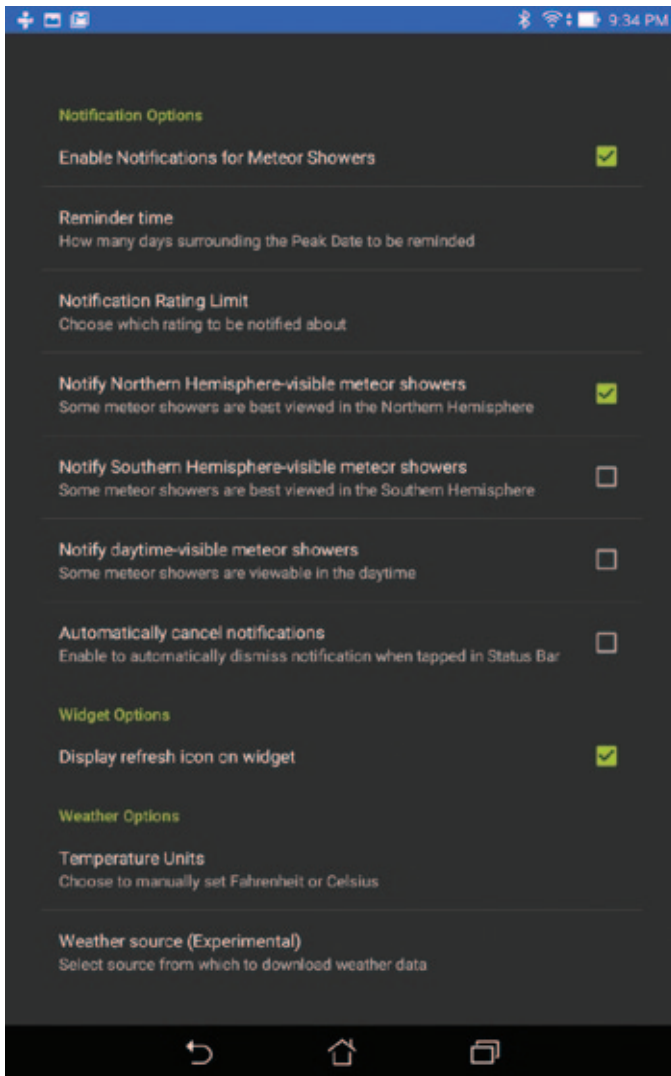 9:34 PM
Notification Options
Enable Notifications for Meteor Showers
Reminder time
How many days surrounding the Peak Date to be reminded
Notification Rating Limit
Choose which rating to be notified about
Notify Northern Hemisphere-visible meteor showers
Some meteor showers are best viewed in the Northern Hemisphere
Notify Southern Hemisphere-visible meteor showers
Some meteor showers are best viewed in the Southern Hemisphere
Notify daytime-visible meteor showers
Some meteor showers are viewable in the daytime
Automatically cancel notifications
Enable to automatically dismiss notification when tapped in Status Bar
Widget Options
Display refresh icon on widget
Weather Options
Temperature Units
Choose to manually set Fahrenheit or Celsius
Weather source (Experimental)
Select source from which to download weather data